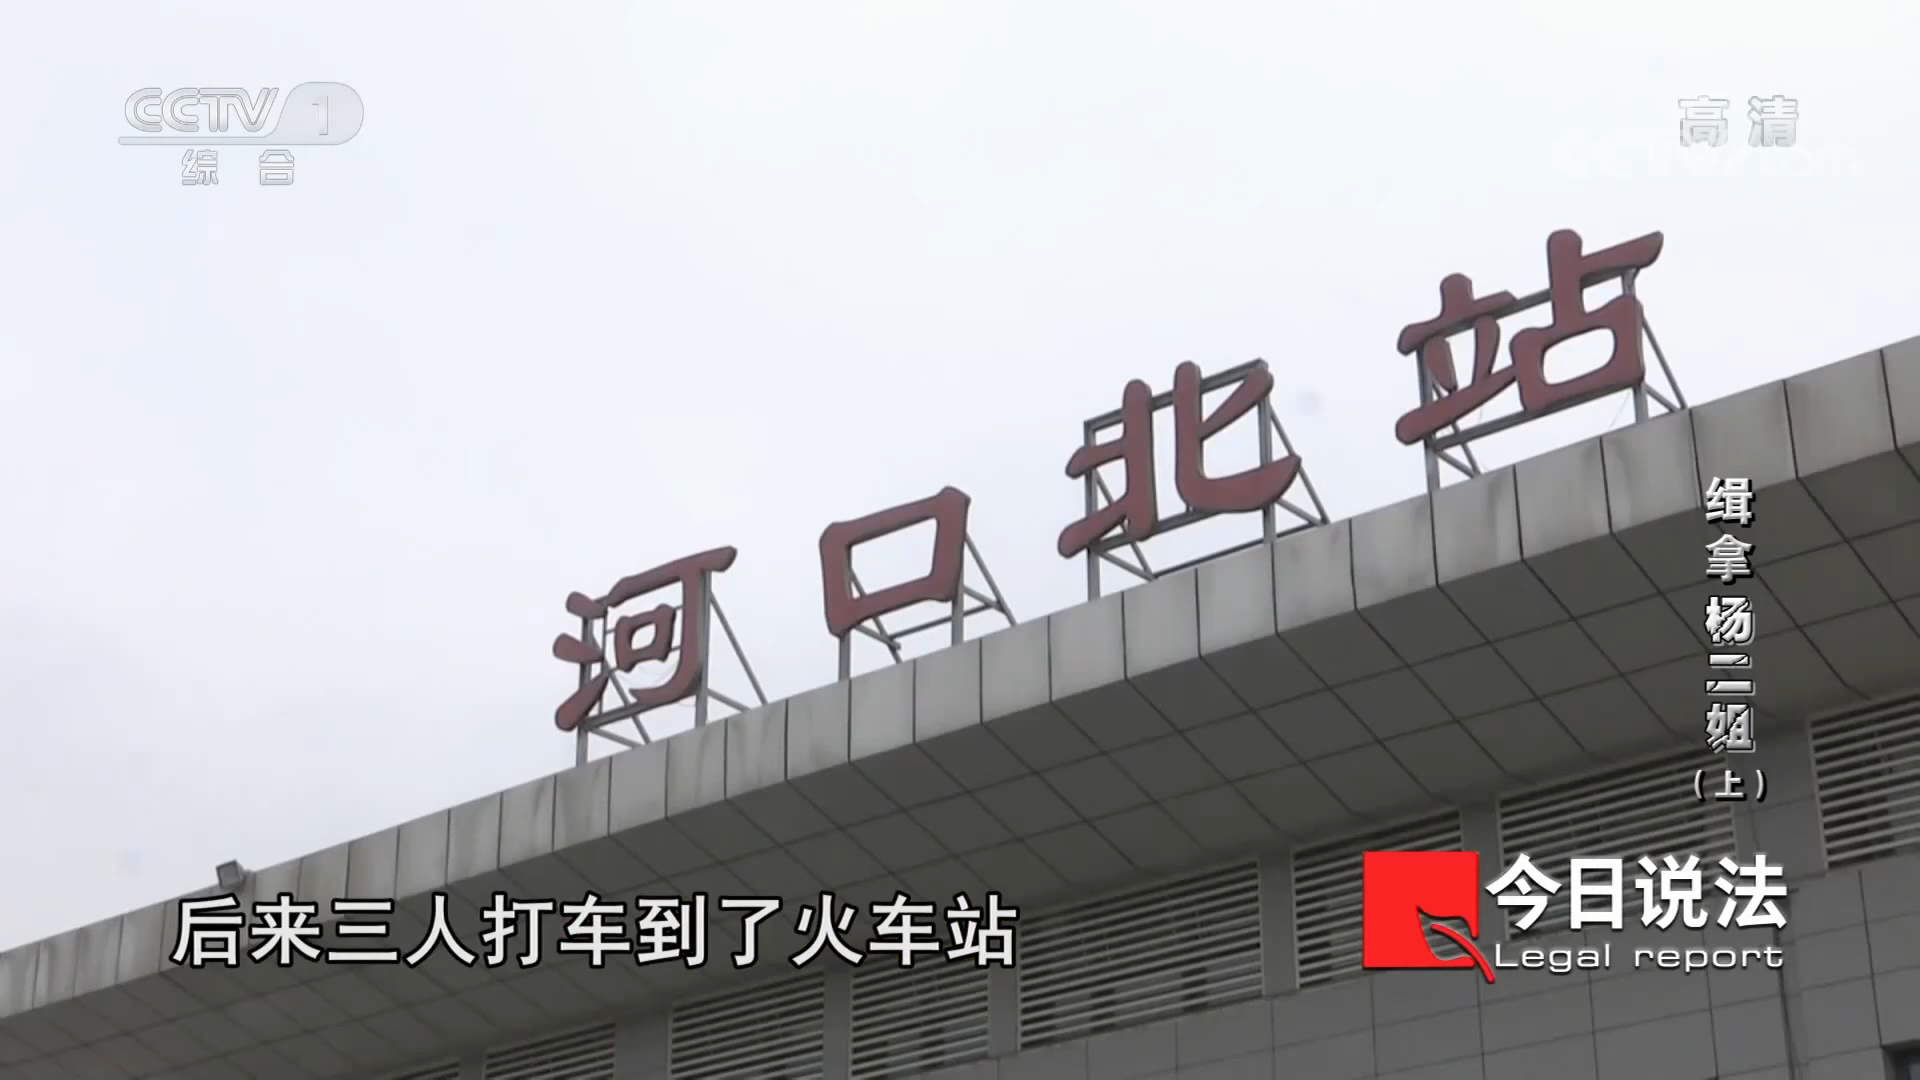 CCTV 1
综合
高清
河口北站
缉拿杨二姐
(上)
后来三人打车到了火车站
今日说法
Legal report